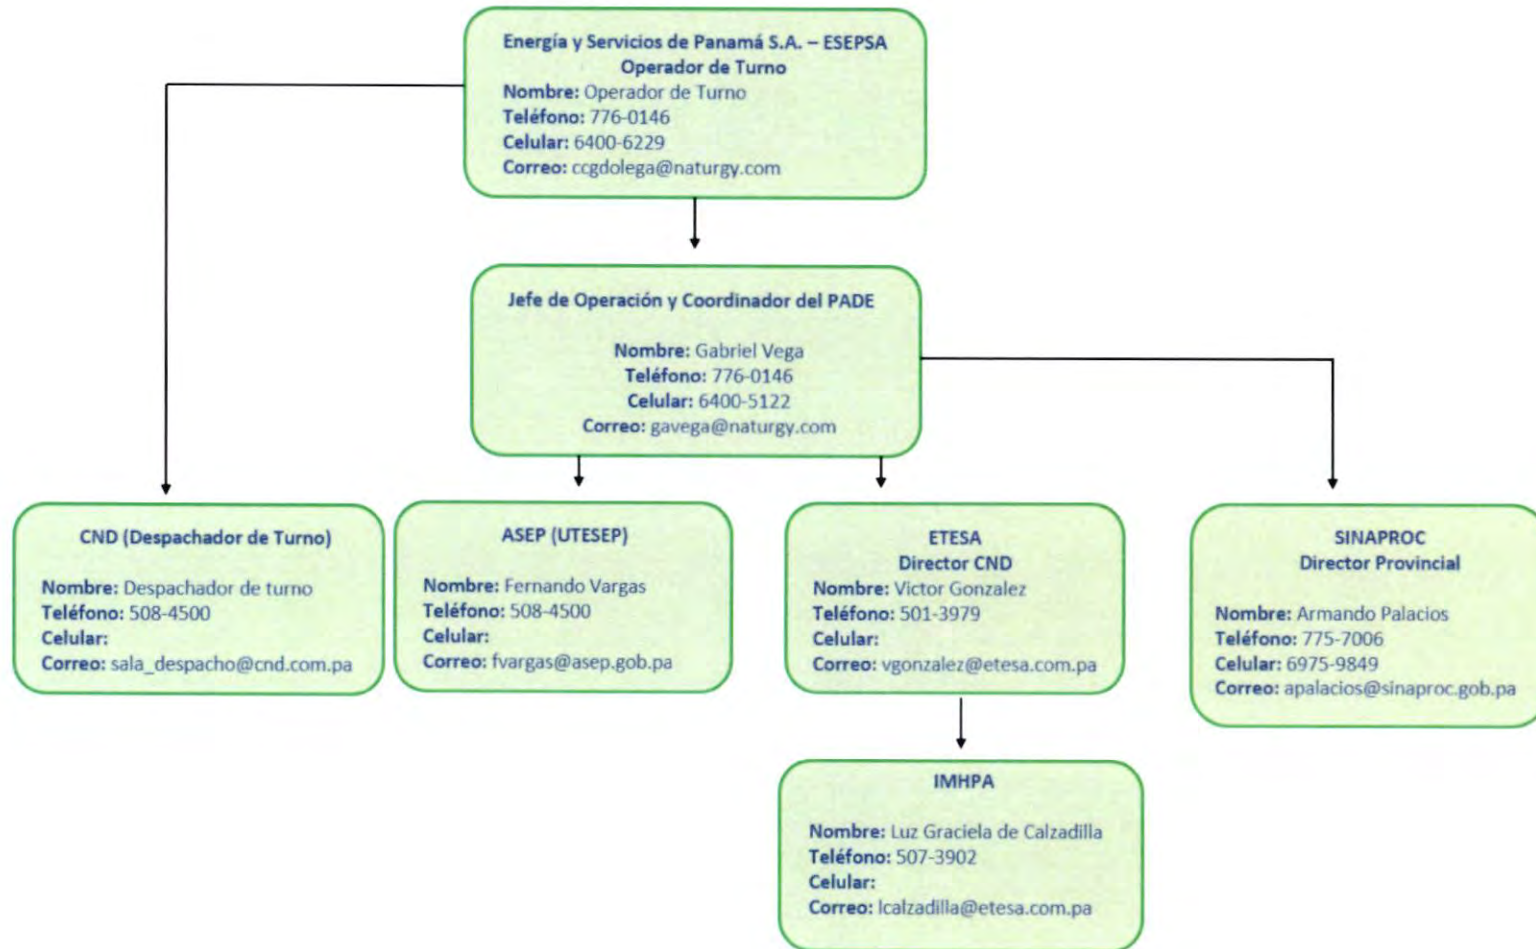 Energía y Servicios de Panamá S.A. – ESEPSA
Operador de Turno
Nombre: Operador de Turno
Teléfono: 776-0146
Celular: 6400-6229
Correo: ccgdolega@naturgy.com
Jefe de Operación y Coordinador del PADE
Nombre: Gabriel Vega
Teléfono: 776-0146
Celular: 6400-5122
Correo: gavega@naturgy.com
CND (Despachador de Turno)
Nombre: Despachador de turno
Teléfono: 508-4500
Celular:
Correo: sala_despacho@cnd.com.pa
ASEP (UTESEP)
Nombre: Fernando Vargas
Teléfono: 508-4500
Celular:
Correo: fvargas@asep.gob.pa
ETESA
Director CND
Nombre: Victor Gonzalez
Teléfono: 501-3979
Celular:
Correo: vgonzalez@etesa.com.pa
SINAPROC
Director Provincial
Nombre: Armando Palacios
Teléfono: 775-7006
Celular: 6975-9849
Correo: apalacios@sinaproc.gob.pa
IMHPA
Nombre: Luz Graciela de Calzadilla
Teléfono: 507-3902
Celular:
Correo: lcalzadilla@etesa.com.pa